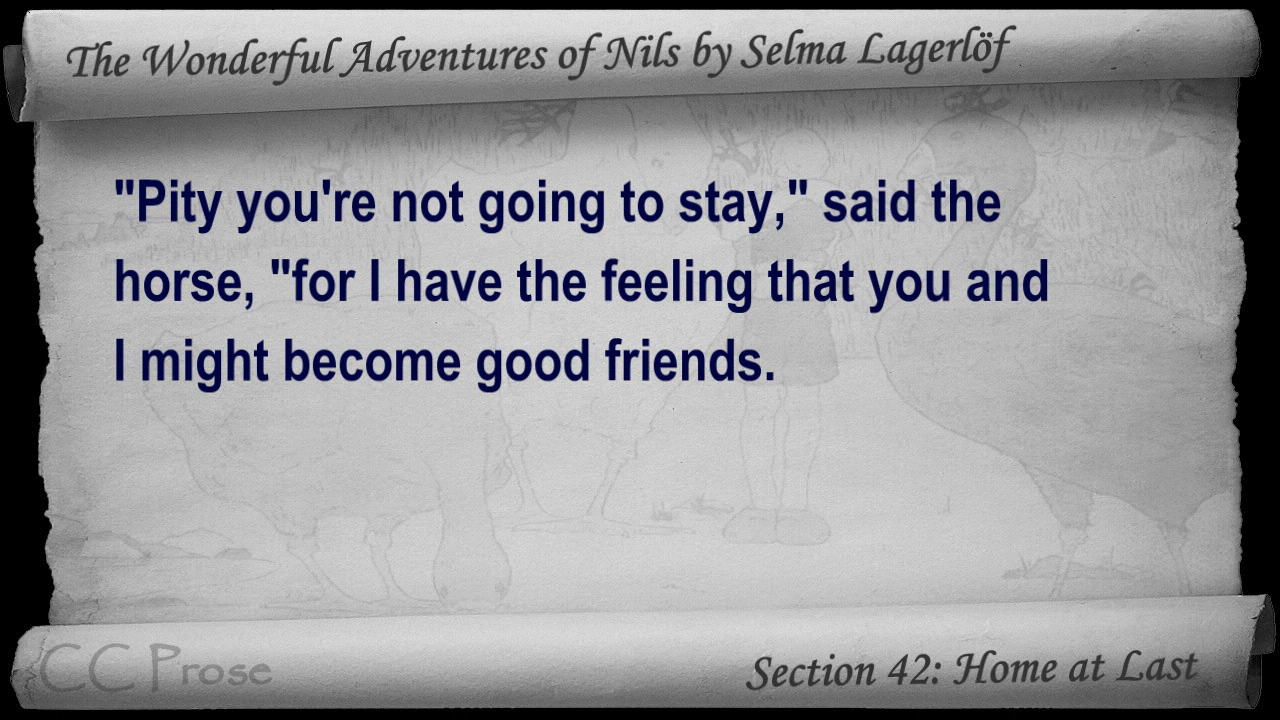 The Wonderful Adventures of Nils by Selma Lagerlöf
"Pity you're not going to stay," said the
horse, "for I have the feeling that you and
I might become good friends.
CC Prose
Section 42: Home at Last